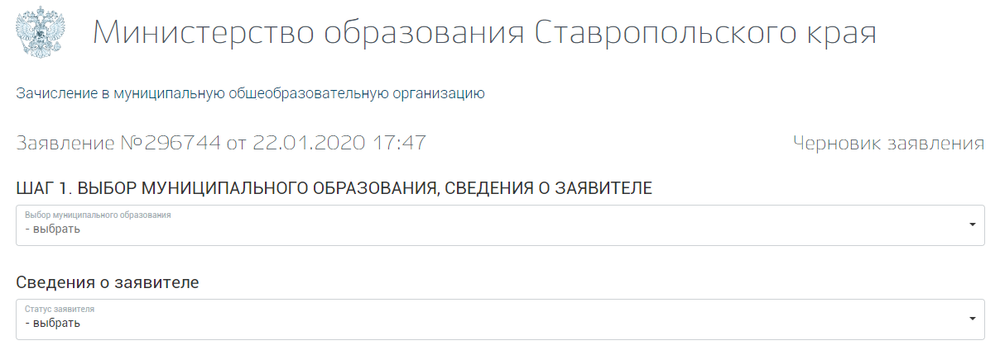 Министерство образования Ставропольского края
Зачисление в муниципальную обшеобразовательную организацию
Заявление №296744 от 22.01.2020 17:47
Черновик заявления
ШАГ 1. ВЫБОР МУНИЦИПАЛЬНОГО ОБРАЗОВАНИЯ, СВЕДЕНИЯ О ЗАЯВИТЕЛЕ
Выбор муниципального образования
- выбрать
Сведения о заявителе
Статус заявителя
- выбрать